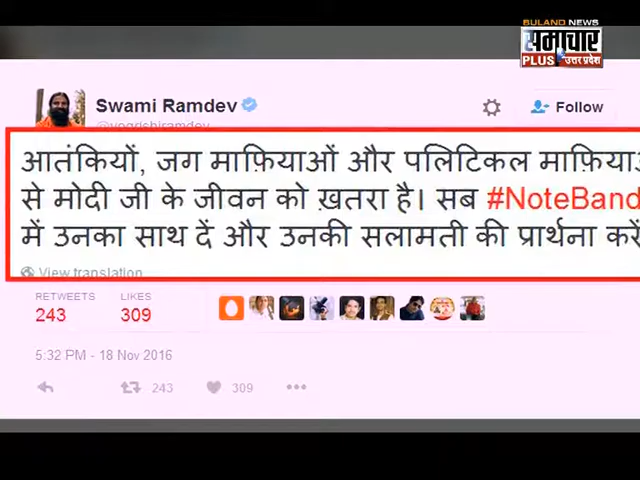 BULAND NEWS
समाचार
PLUS उत्तर प्रदेश
Swami Ramdev
@yogrishiramdev
Follow
आतंकियों, जग माफ़ियाओं और पलिटिकल माफ़िया
से मोदी जी के जीवन को ख़तरा है। सब #NoteBand
में उनका साथ दें और उनकी सलामती की प्रार्थना करें
View translation
RETWEETS LIKES
243 309
5:32 PM - 18 Nov 2016
243 309